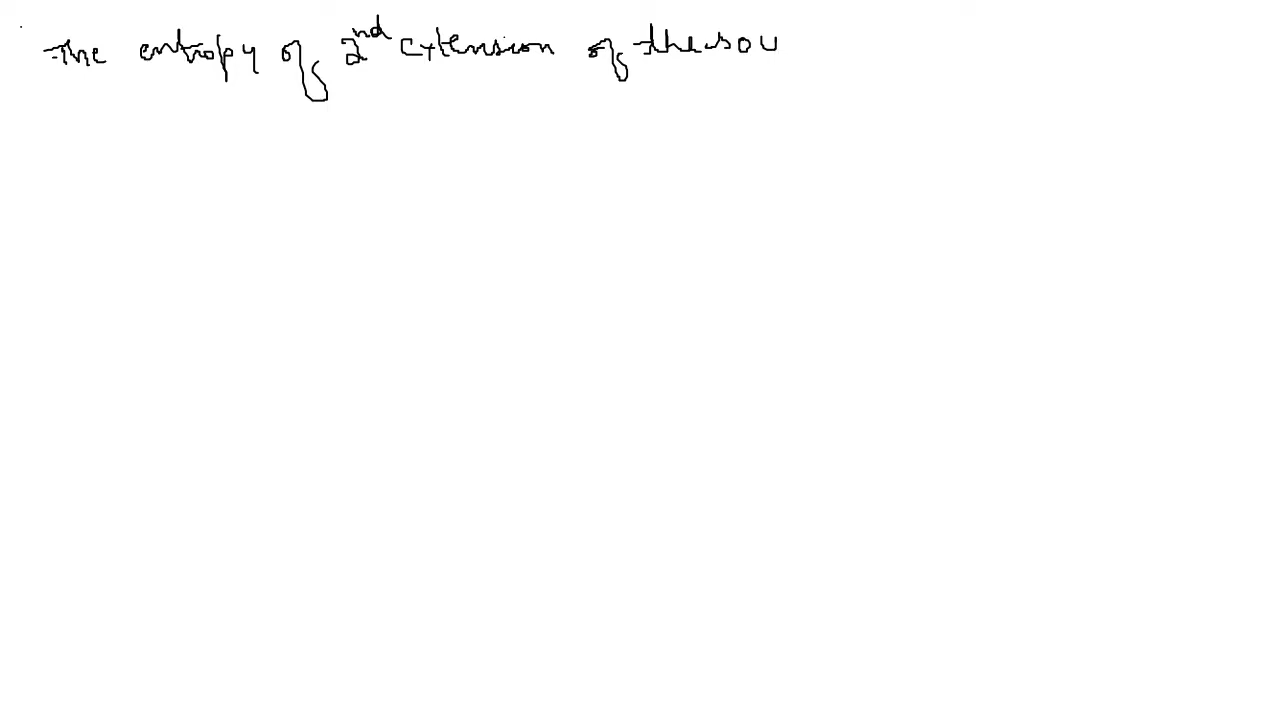 The entropy of 2nd extension of the sou